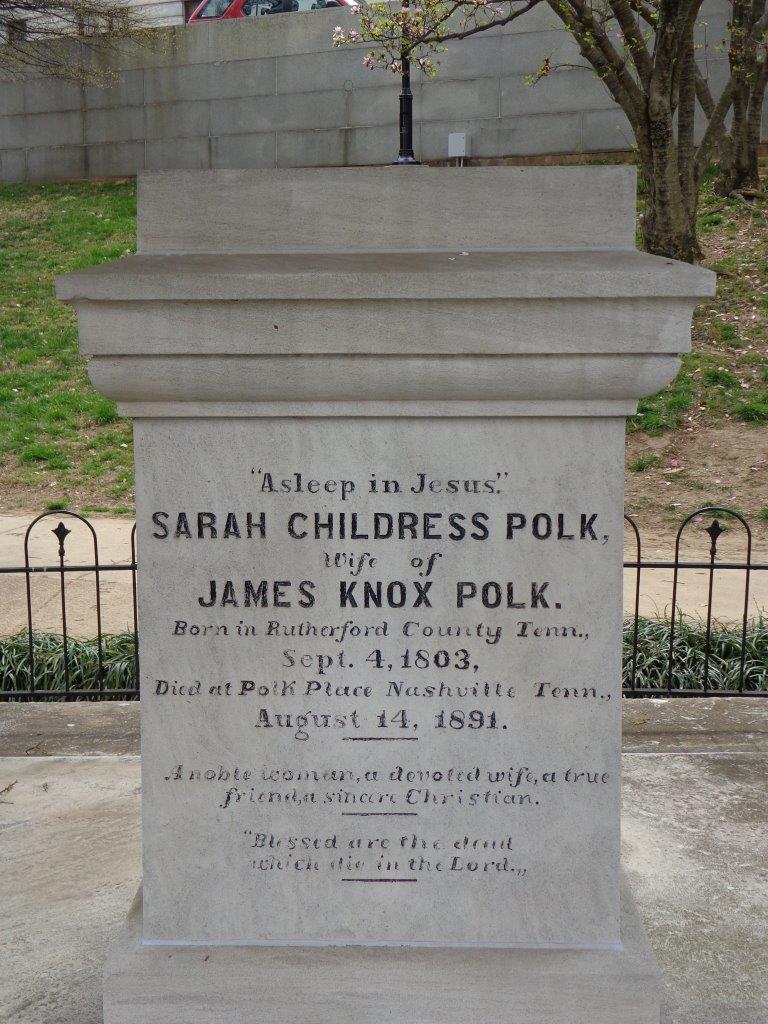 "Asleep in Jesus."
SARAH CHILDRESS POLK,
Wife of
JAMES KNOX POLK.
Born in Rutherford County Tenn.,
Sept. 4, 1803,
Died at Polk Place Nashville Tenn.,
August 14, 1891.
A noble woman, a devoted wife, a true
friend, a sincere Christian.
"Blessed are the dead
which die in the Lord.,,